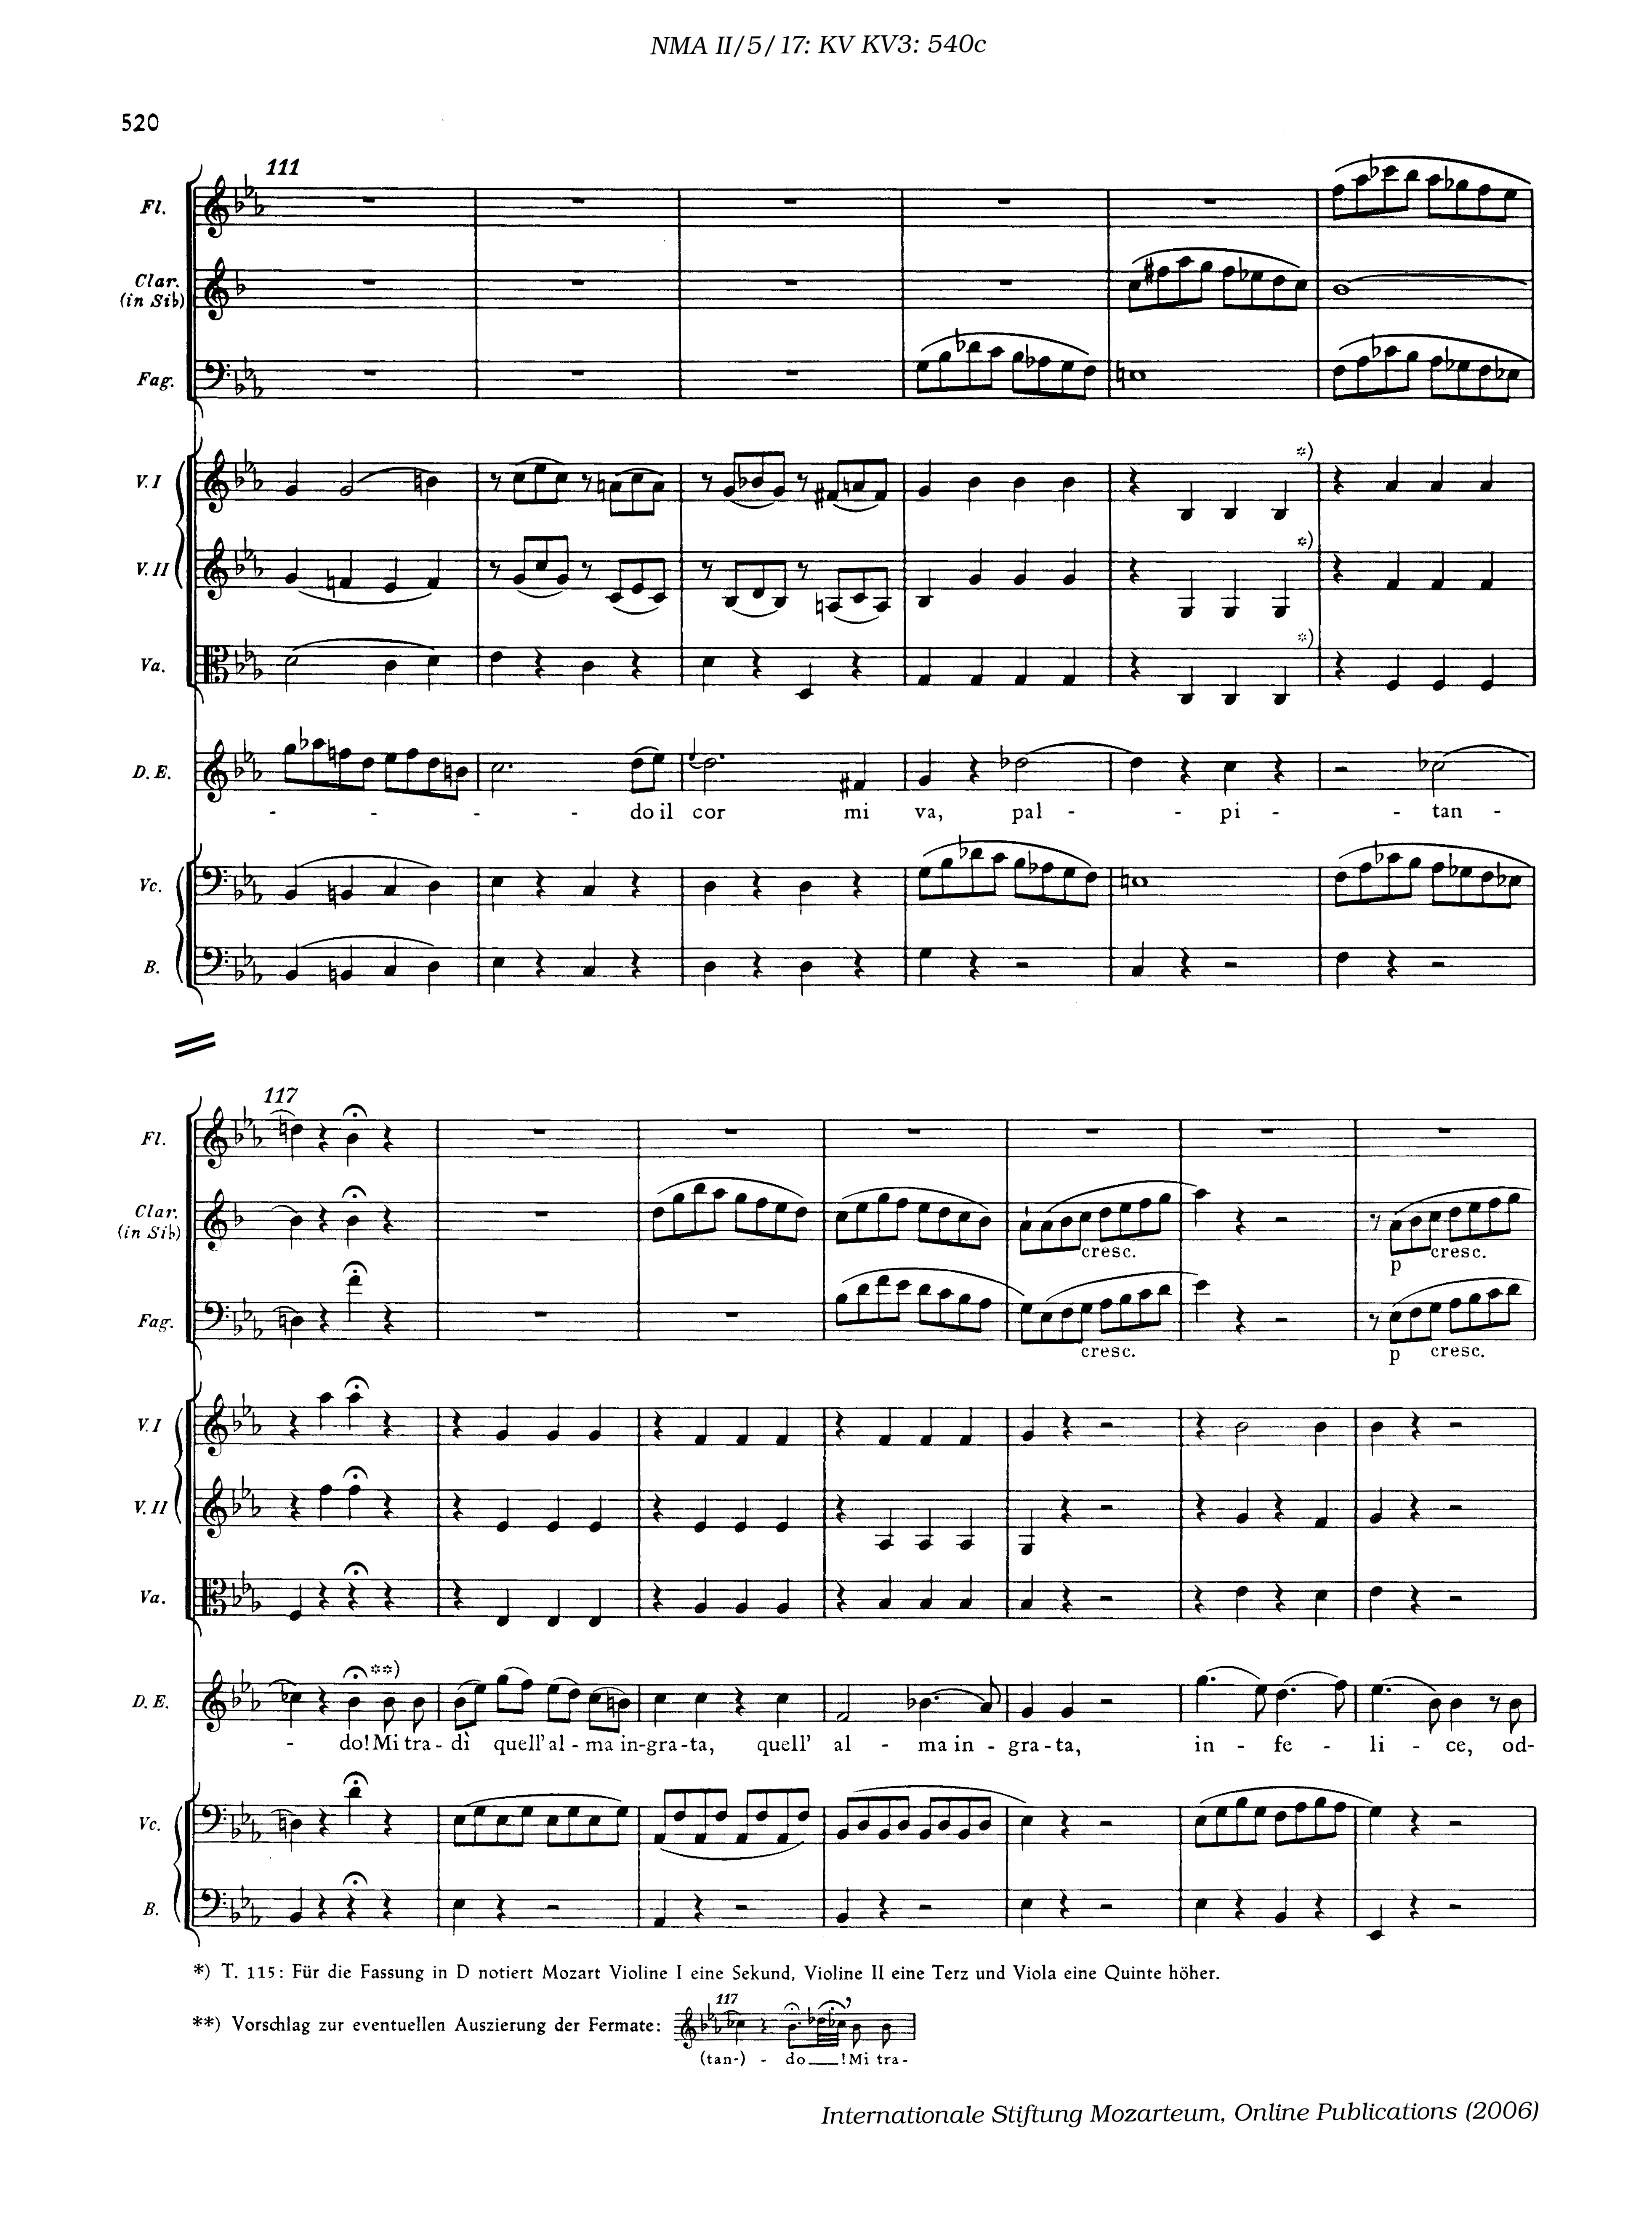 NMA II/5/17: KV KV3: 540c
520
111
Fl.
Clar.
(in Sib)
Fag.
V. I
*)
V. II
*)
Va.
*)
D. E.
- - - - do il cor mi va, pal - - pi - - tan -
Vc.
B.
117
Fl.
Clar.
(in Sib)
cresc.
p cresc.
Fag.
cresc.
p cresc.
V. I
V. II
Va.
D. E.
**)
- do! Mi tra - dì quell' al - ma in-gra-ta, quell' al - ma in - gra-ta, in - fe - li - ce, od-
Vc.
B.
*) T. 115: Für die Fassung in D notiert Mozart Violine I eine Sekund, Violine II eine Terz und Viola eine Quinte höher.
117
**) Vorschlag zur eventuellen Auszierung der Fermate:
(tan-) - do ! Mi tra-
Internationale Stiftung Mozarteum, Online Publications (2006)